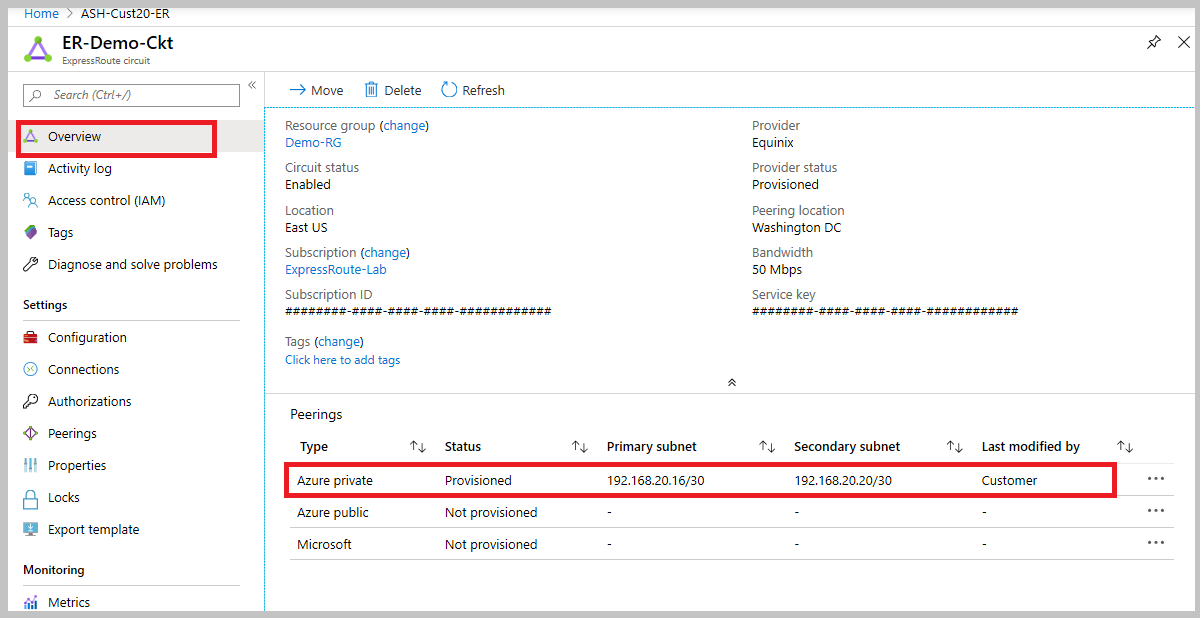 Home > ASH-Cust20-ER
ER-Demo-Ckt
ExpressRoute circuit
Search (Ctrl+/)
«
Overview
Activity log
Access control (IAM)
Tags
Diagnose and solve problems
Settings
Configuration
Connections
Authorizations
Peerings
Properties
Locks
Export template
Monitoring
Metrics
Move Delete Refresh
Resource group (change)
Demo-RG
Circuit status
Enabled
Location
East US
Subscription (change)
ExpressRoute-Lab
Subscription ID
########-####-####-####-############
Tags (change)
Click here to add tags
Provider
Equinix
Provider status
Provisioned
Peering location
Washington DC
Bandwidth
50 Mbps
Service key
########-####-####-####-############
Peerings
Type Status Primary subnet Secondary subnet Last modified by
Azure private Provisioned 192.168.20.16/30 192.168.20.20/30 Customer ...
Azure public Not provisioned - - - ...
Microsoft Not provisioned - - - ...